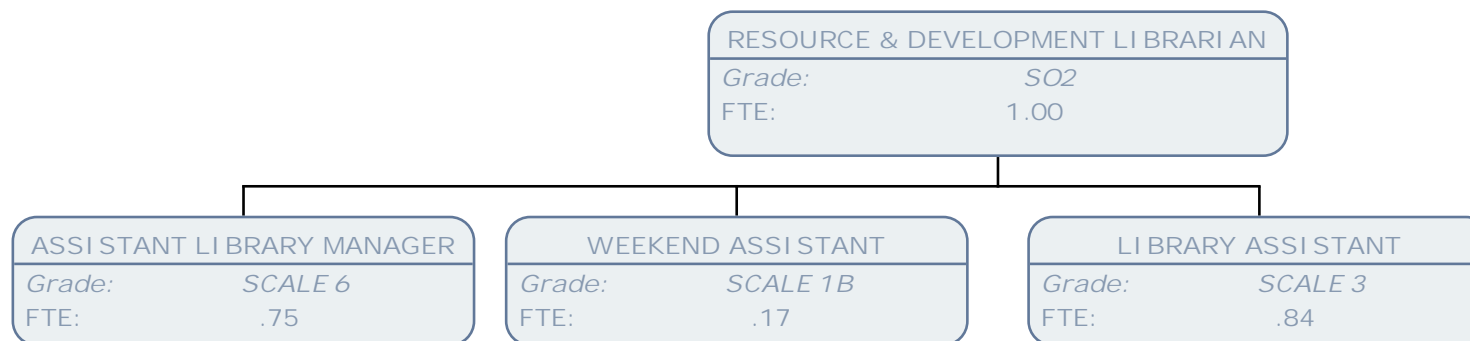 RESOURCE & DEVELOPMENT LIBRARIAN
Grade: SO2
FTE: 1.00
ASSISTANT LIBRARY MANAGER
Grade: SCALE 6
FTE: .75
WEEKEND ASSISTANT
Grade: SCALE 1B
FTE: .17
LIBRARY ASSISTANT
Grade: SCALE 3
FTE: .84